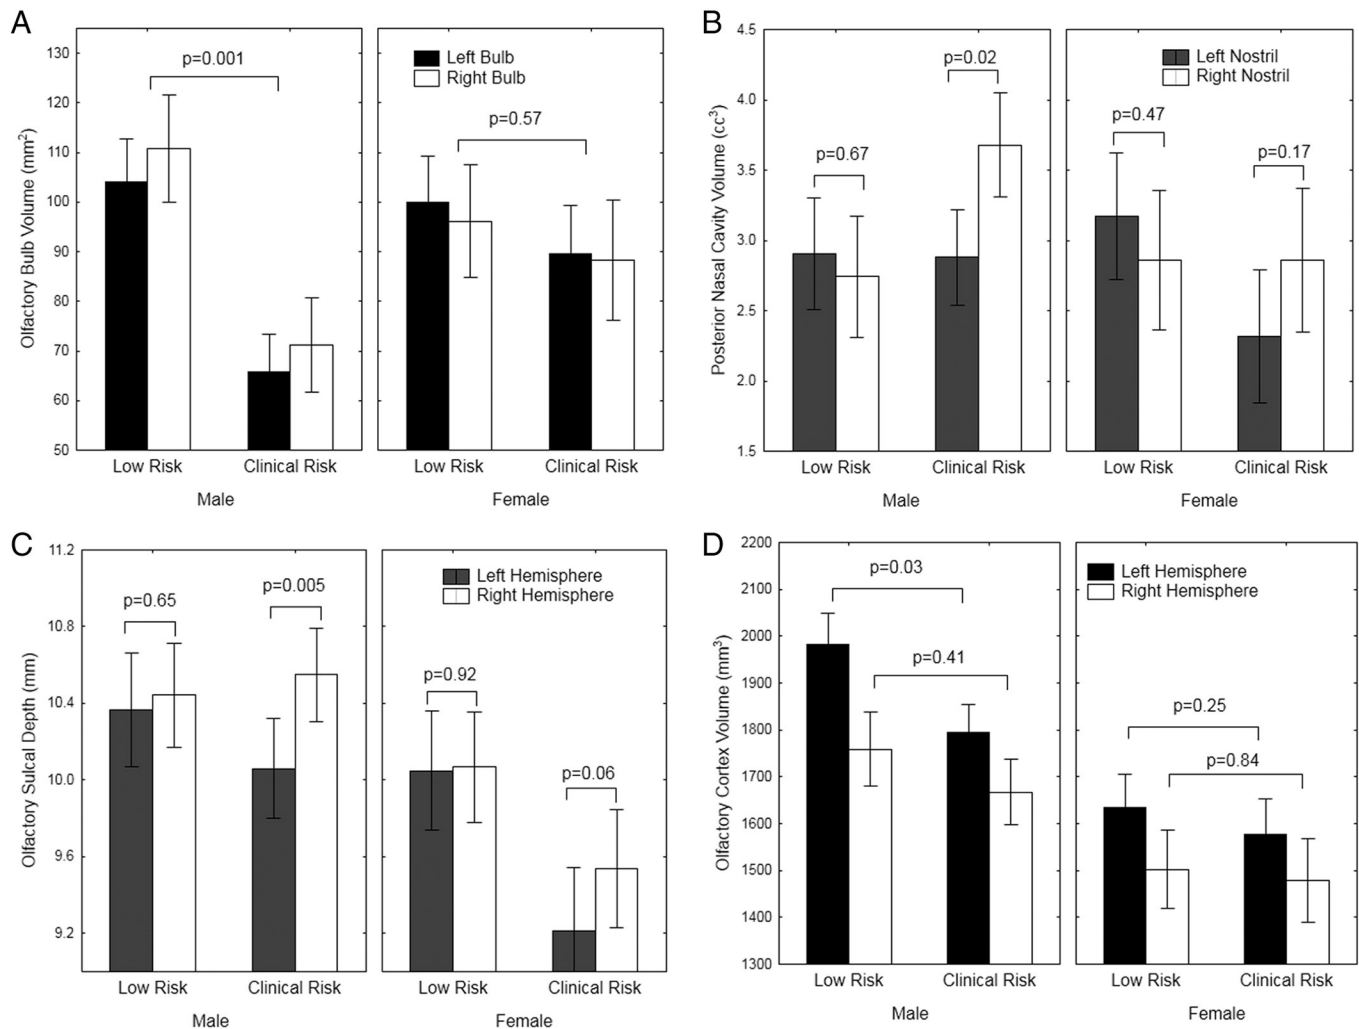 A
Olfactory Bulb Volume (mm2)
130
120
110
100
90
80
70
60
50
p=0.001
Left Bulb
Right Bulb
p=0.57
Low Risk
Clinical Risk
Low Risk
Clinical Risk
Male
Female
B
Posterior Nasal Cavity Volume (cc3)
4.5
4.0
3.5
3.0
2.5
2.0
1.5
p=0.67
p=0.02
Left Nostril
Right Nostril
p=0.47
p=0.17
Low Risk
Clinical Risk
Low Risk
Clinical Risk
Male
Female
C
Olfactory Sulcal Depth (mm)
11.2
10.8
10.4
10.0
9.6
9.2
p=0.65
p=0.005
Left Hemisphere
Right Hemisphere
p=0.92
p=0.06
Low Risk
Clinical Risk
Low Risk
Clinical Risk
Male
Female
D
Olfactory Cortex Volume (mm3)
2200
2100
2000
1900
1800
1700
1600
1500
1400
1300
p=0.03
p=0.41
Left Hemisphere
Right Hemisphere
p=0.25
p=0.84
Low Risk
Clinical Risk
Low Risk
Clinical Risk
Male
Female